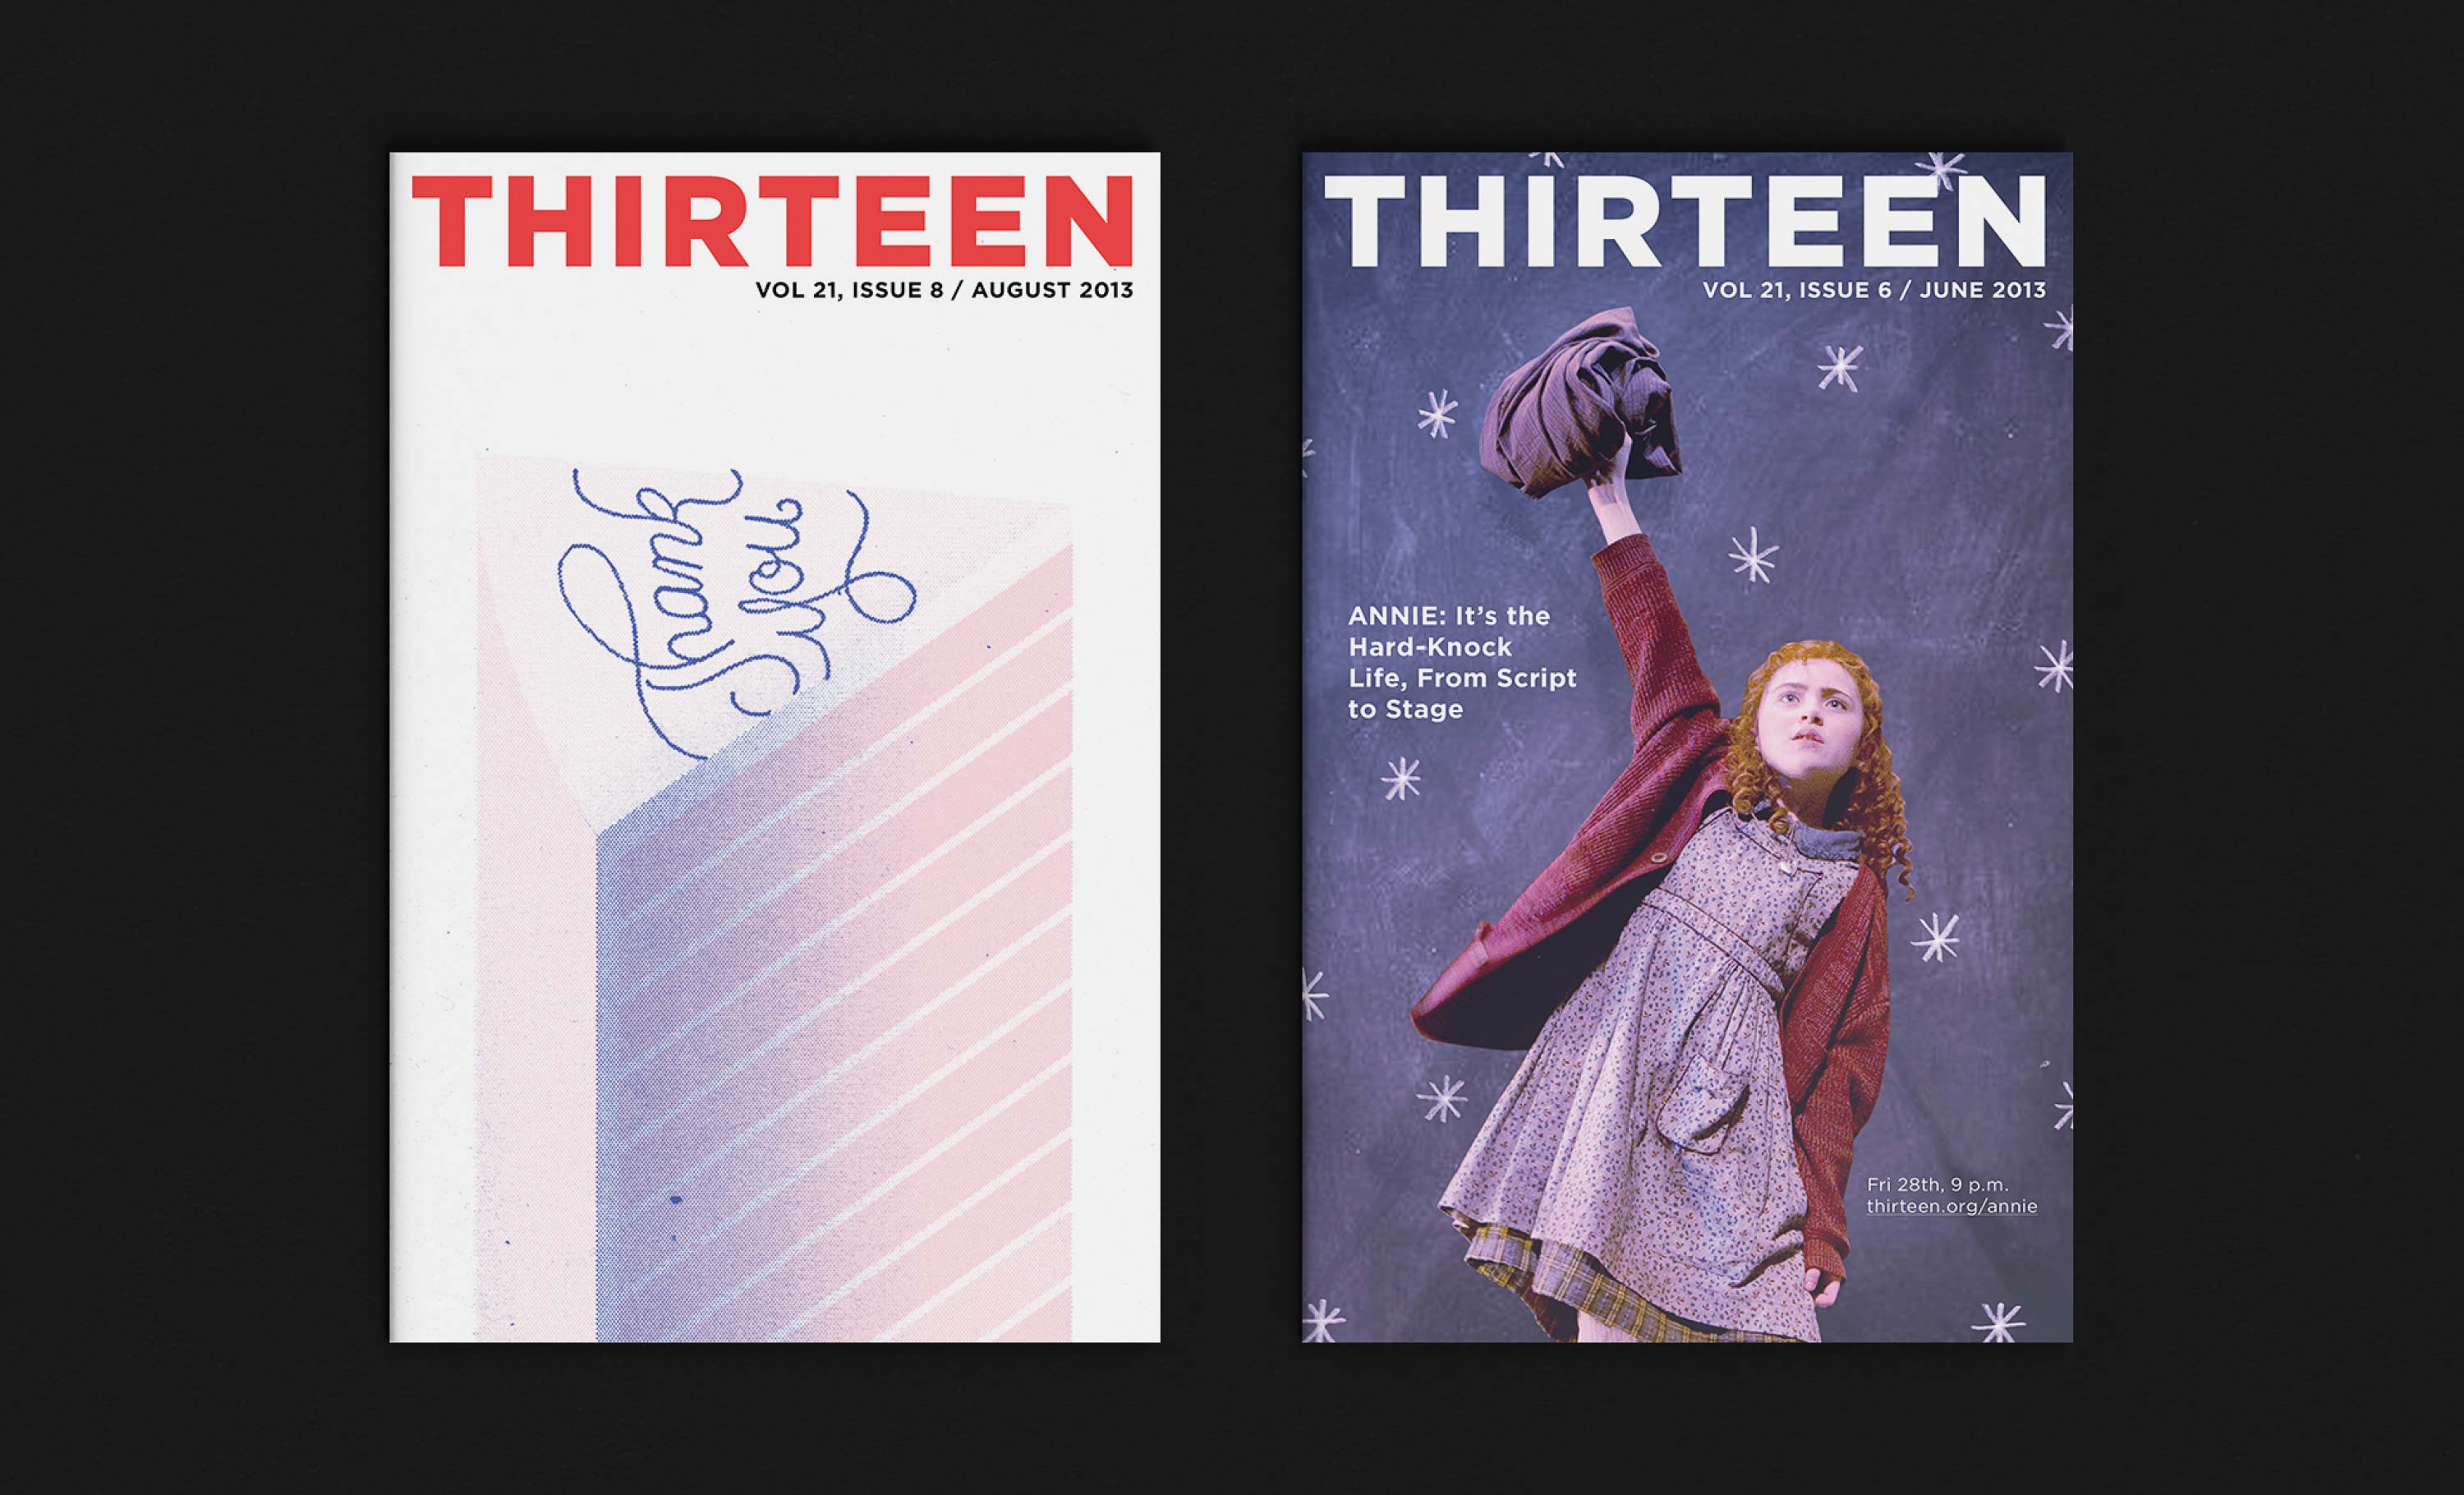 THIRTEEN
VOL 21, ISSUE 8 / AUGUST 2013
Thank
You
THIRTEEN
VOL 21, ISSUE 6 / JUNE 2013
ANNIE: It's the
Hard-Knock
Life, From Script
to Stage
Fri 28th, 9 p.m.
thirteen.org/annie